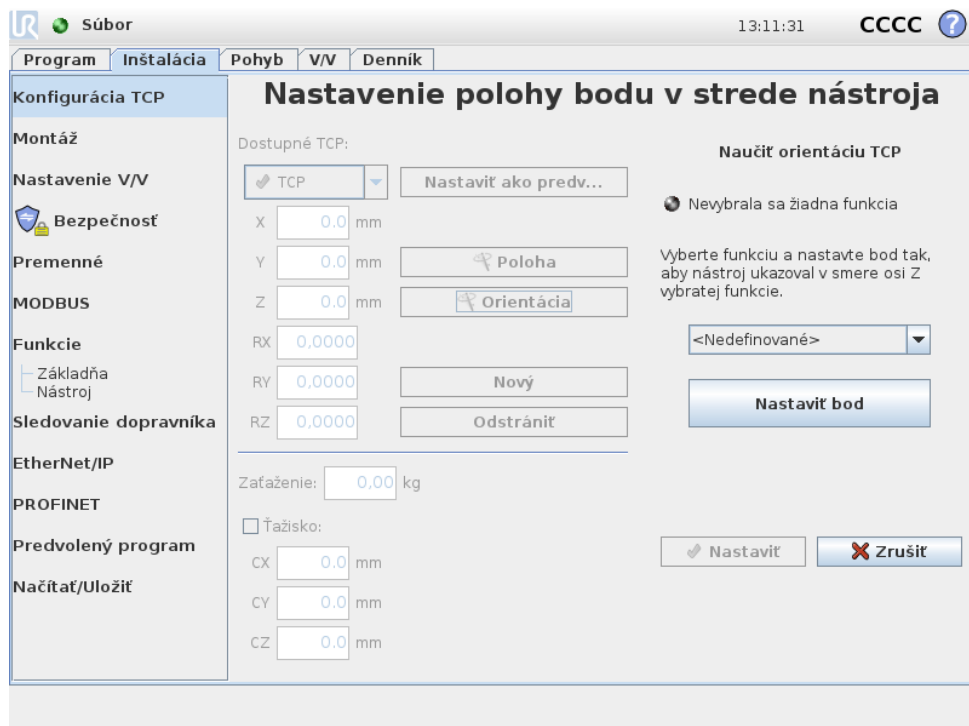 UR Súbor 13:11:31 CCCC ?
Program Inštalácia Pohyb V/V Denník
Konfigurácia TCP
Montáž
Nastavenie V/V
Bezpečnosť
Premenné
MODBUS
Funkcie
Základňa
Nástroj
Sledovanie dopravníka
EtherNet/IP
PROFINET
Predvolený program
Načítať/Uložiť
Nastavenie polohy bodu v strede nástroja
Dostupné TCP:
TCP Nastaviť ako predv...
X 0.0 mm
Y 0.0 mm Poloha
Z 0.0 mm Orientácia
RX 0,0000
RY 0,0000 Nový
RZ 0,0000 Odstrániť
Zaťaženie: 0,00 kg
Ťažisko:
CX 0.0 mm
CY 0.0 mm
CZ 0.0 mm
Naučiť orientáciu TCP
Nevybrala sa žiadna funkcia
Vyberte funkciu a nastavte bod tak,
aby nástroj ukazoval v smere osi Z
vybratej funkcie.
<Nedefinované>
Nastaviť bod
Nastaviť Zrušiť